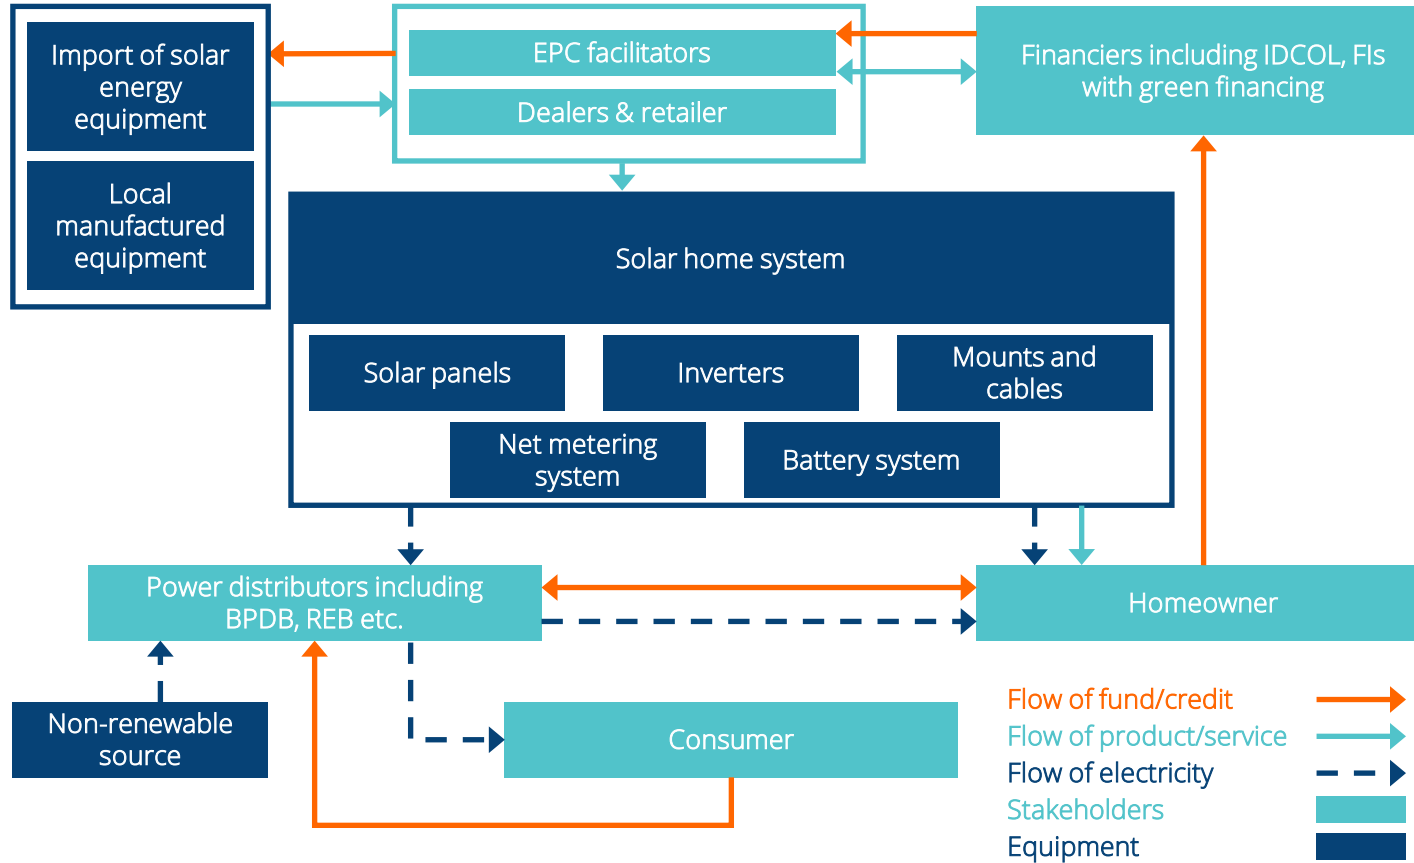 Import of solar
energy
equipment
Local
manufactured
equipment
EPC facilitators
Dealers & retailer
Financiers including IDCOL, FIs
with green financing
Solar home system
Solar panels
Inverters
Mounts and
cables
Net metering
system
Battery system
Power distributors including
BPDB, REB etc.
Homeowner
Non-renewable
source
Consumer
Flow of fund/credit
Flow of product/service
Flow of electricity
Stakeholders
Equipment